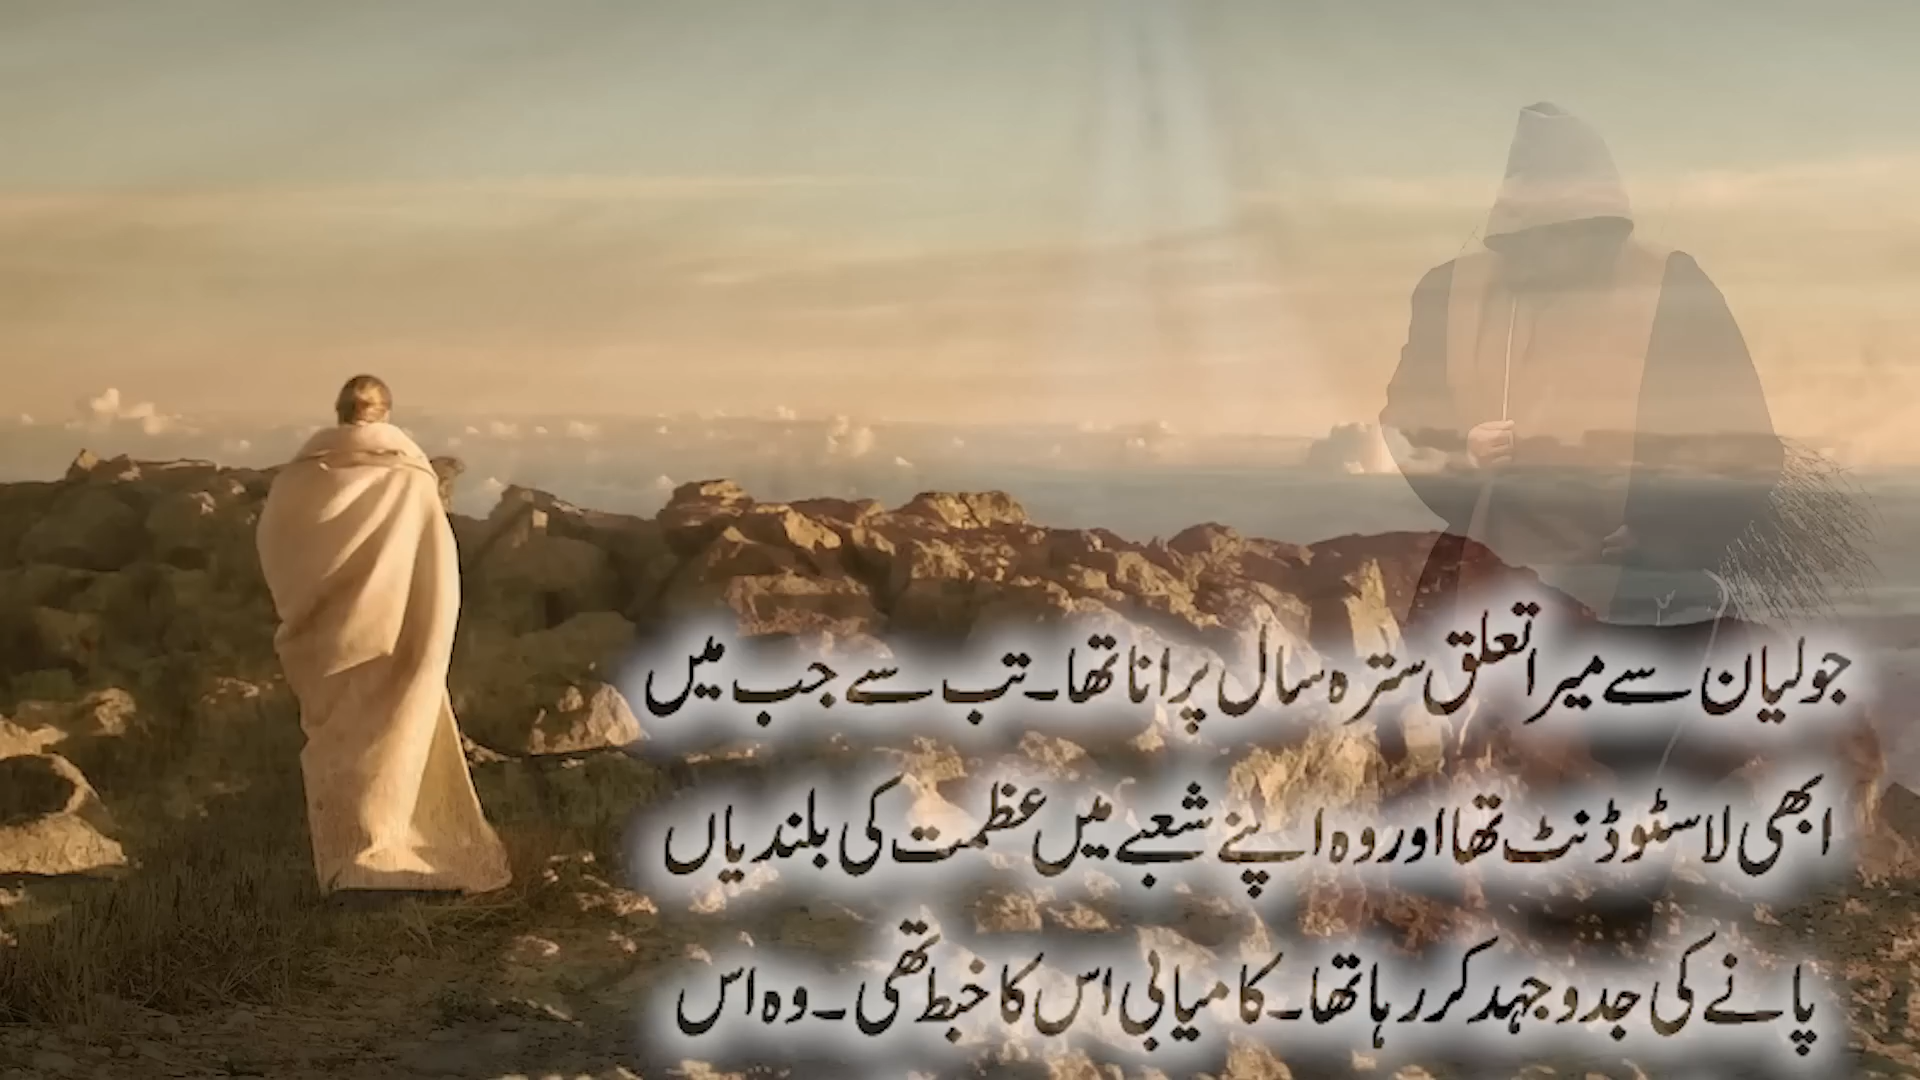 جولیان سے میرا تعلق سترہ سال پرانا تھا۔ تب سے جب میں
ابھی لا سٹوڈنٹ تھا اور وہ اپنے شعبے میں عظمت کی بلندیاں
پانے کی جدوجہد کر رہا تھا۔ کامیابی اس کا خبط تھی۔ وہ اس